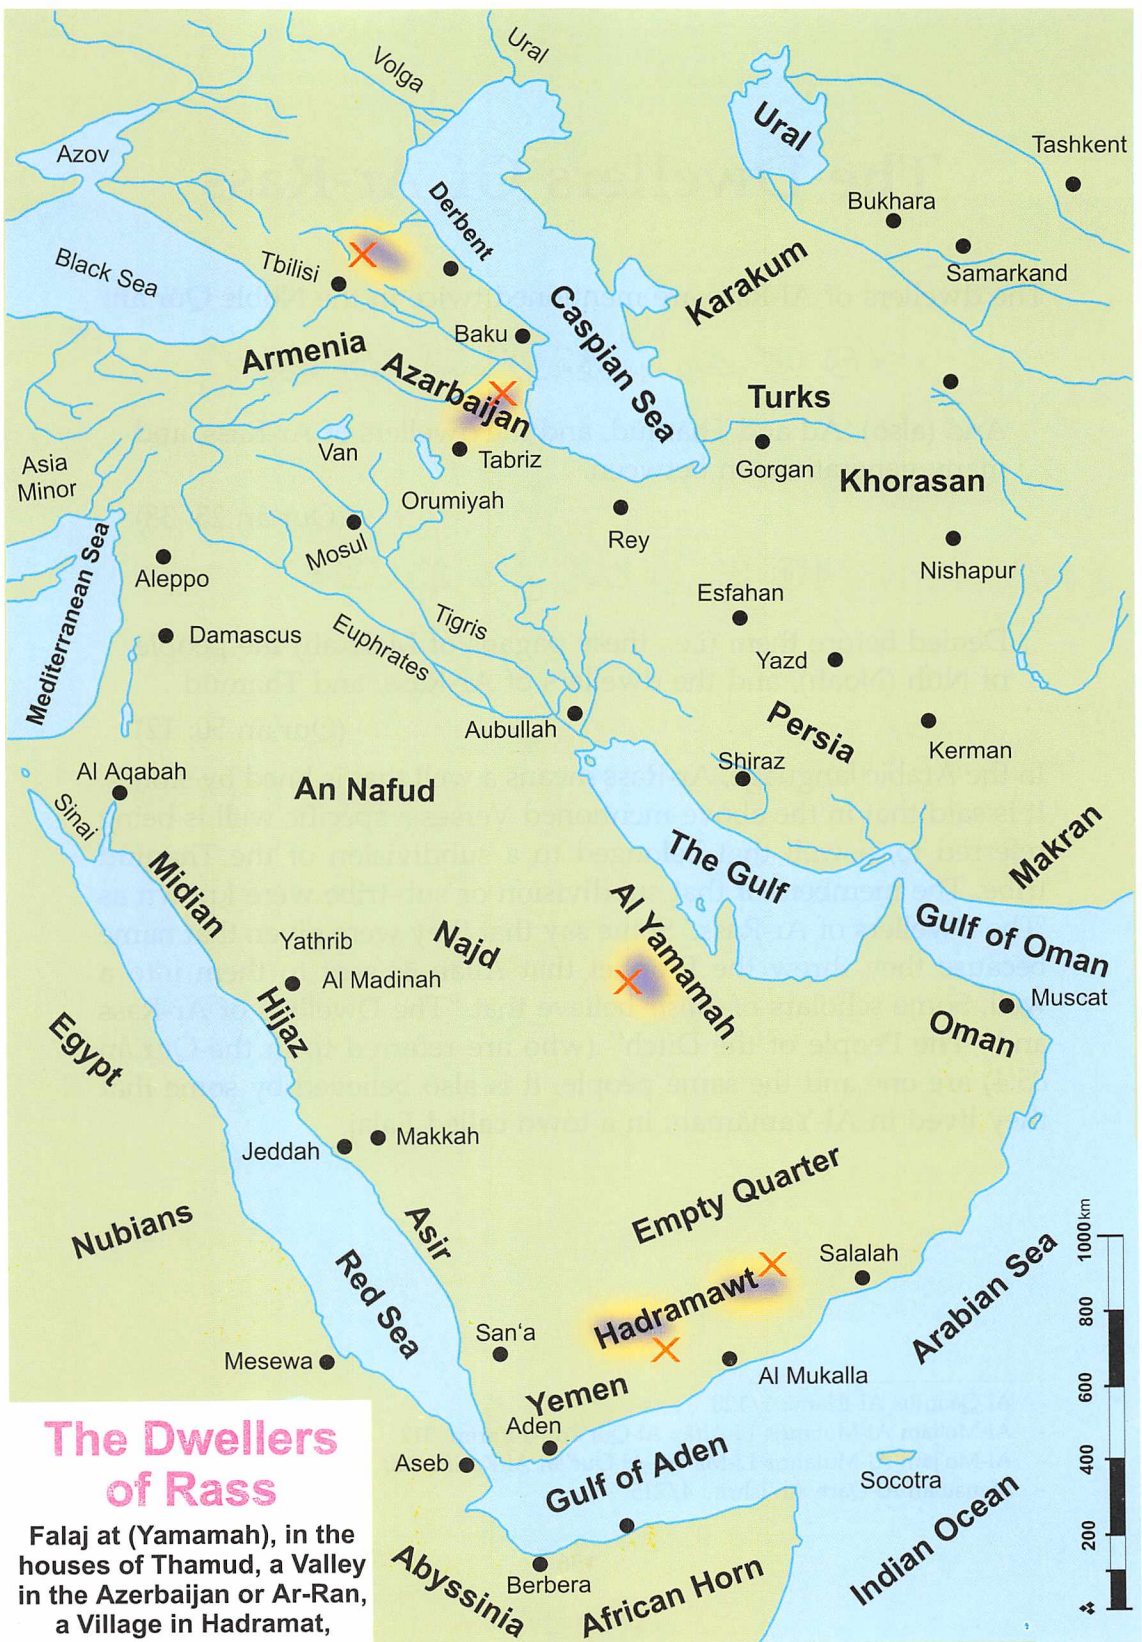 Ural
Volga
Ural
Azov
Tashkent
Bukhara
Derbent
Black Sea
Tbilisi
Samarkand
Karakum
Caspian Sea
Baku
Armenia
Azarbaijan
Turks
Van
Tabriz
Gorgan
Asia
Minor
Khorasan
Orumiyah
Rey
Mosul
Mediterranean Sea
Aleppo
Nishapur
Esfahan
Tigris
Damascus
Euphrates
Yazd
Aubullah
Persia
Kerman
Shiraz
Al Aqabah
An Nafud
Sinai
Makran
The Gulf
Midian
Al Yamamah
Gulf of Oman
Yathrib
Najd
Al Madinah
Muscat
Hijaz
Oman
Egypt
Makkah
Jeddah
Empty Quarter
Nubians
Asir
Salalah
Red Sea
Arabian Sea
Hadramawt
San'a
Mesewa
Al Mukalla
Yemen
Aden
Aseb
Gulf of Aden
Socotra
Indian Ocean
Abyssinia
Berbera
African Horn
1000 km
800
600
400
200
The Dwellers
of Rass
Falaj at (Yamamah), in the
houses of Thamud, a Valley
in the Azerbaijan or Ar-Ran,
a Village in Hadramat,